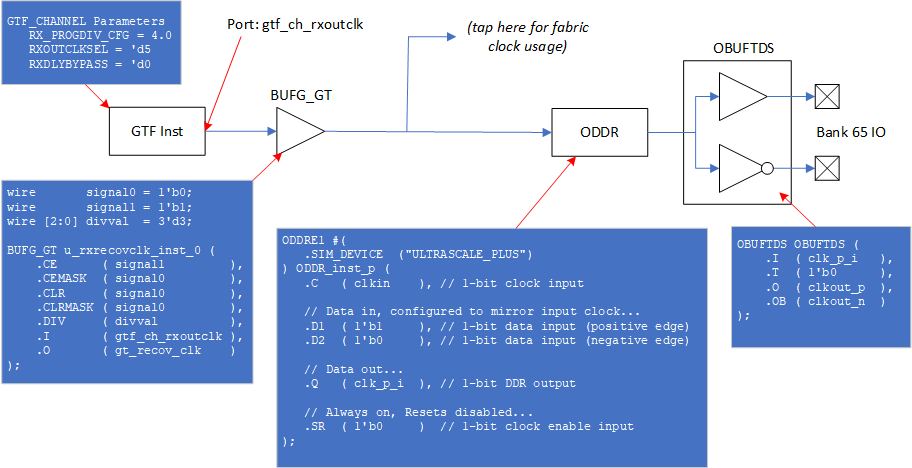 GTF_CHANNEL Parameters
RX_PROGDIV_CFG = 4.0
RXOUTCLKSEL = 'd5
RXDLYBYPASS = 'd0
Port: gtf_ch_rxoutclk
(tap here for fabric
clock usage)
OBUFTDS
BUFG_GT
GTF Inst
ODDR
Bank 65 IO
wire signal0 = 1'b0;
wire signal1 = 1'b1;
wire [2:0] divval = 3'd3;
BUFG_GT u_rxrecovclk_inst_0 (
.CE ( signal1 ),
.CEMASK ( signal0 ),
.CLR ( signal0 ),
.CLRMASK ( signal0 ),
.DIV ( divval ),
.I ( gtf_ch_rxoutclk ),
.O ( gt_recov_clk )
);
ODDRE1 #(
.SIM_DEVICE ("ULTRASCALE_PLUS")
) ODDR_inst_p (
.C ( clkin ), // 1-bit clock input
// Data in, configured to mirror input clock...
.D1 ( 1'b1 ), // 1-bit data input (positive edge)
.D2 ( 1'b0 ), // 1-bit data input (negative edge)
// Data out...
.Q ( clk_p_i ), // 1-bit DDR output
// Always on, Resets disabled...
.SR ( 1'b0 ) // 1-bit clock enable input
);
OBUFTDS OBUFTDS (
.I ( clk_p_i ),
.T ( 1'b0 ),
.O ( clkout_p ),
.OB ( clkout_n )
);